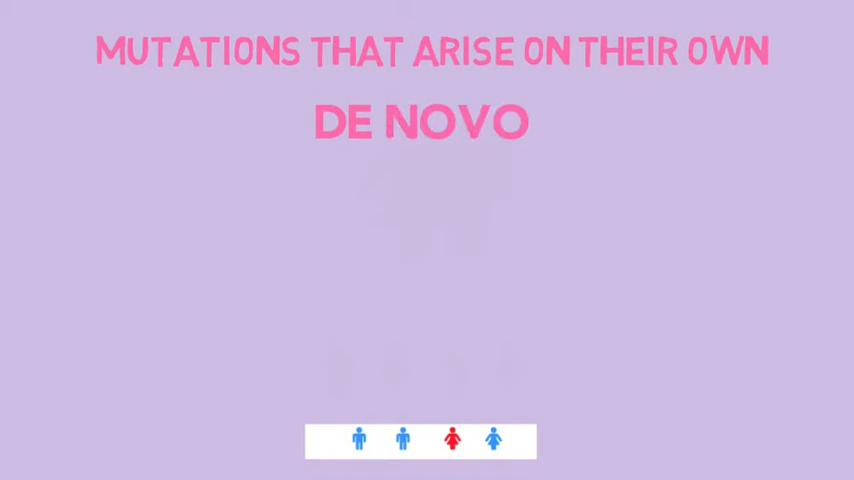 MUTATIONS THAT ARISE ON THEIR OWN
DE NOVO